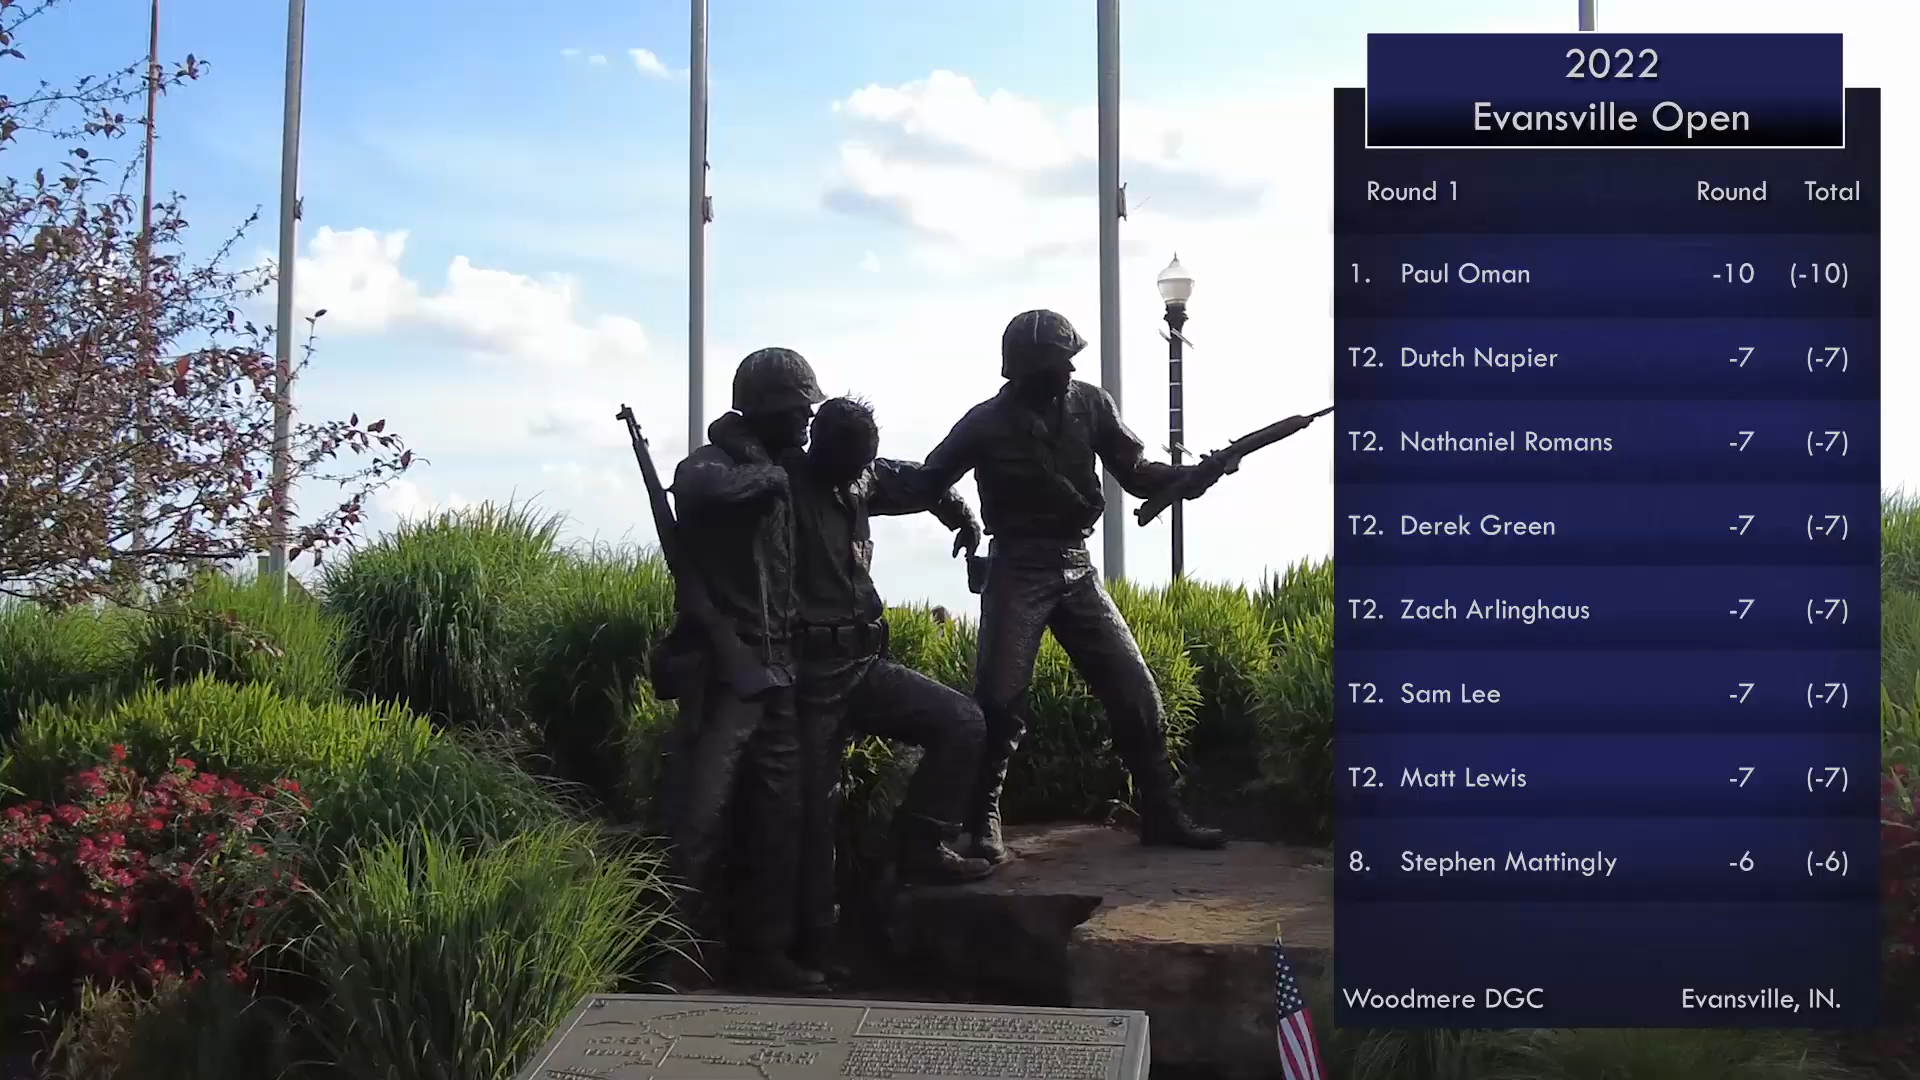 2022
Evansville Open
Round 1 Round Total
1. Paul Oman -10 (-10)
T2. Dutch Napier -7 (-7)
T2. Nathaniel Romans -7 (-7)
T2. Derek Green -7 (-7)
T2. Zach Arlinghaus -7 (-7)
T2. Sam Lee -7 (-7)
T2. Matt Lewis -7 (-7)
8. Stephen Mattingly -6 (-6)
Woodmere DGC Evansville, IN.